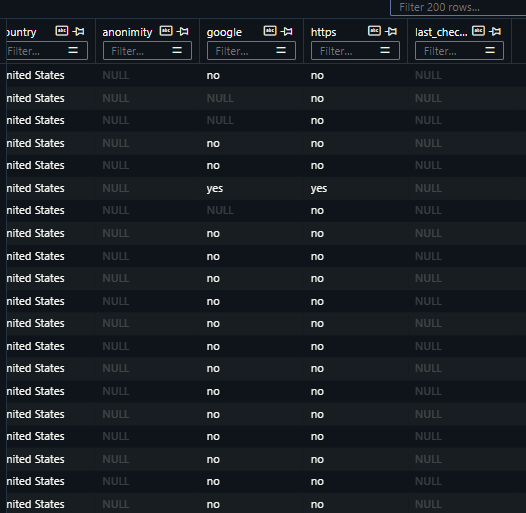 Filter 200 rows...
ountry abc anonimity abc google abc https abc last_chec... abc
Filter... = Filter... = Filter... = Filter... = Filter... =
nited States NULL no no NULL
nited States NULL NULL no NULL
nited States NULL NULL no NULL
nited States NULL no no NULL
nited States NULL no no NULL
nited States NULL yes yes NULL
nited States NULL NULL no NULL
nited States NULL no no NULL
nited States NULL no no NULL
nited States NULL no no NULL
nited States NULL no no NULL
nited States NULL no no NULL
nited States NULL no no NULL
nited States NULL no no NULL
nited States NULL no no NULL
nited States NULL no no NULL
nited States NULL no no NULL
nited States NULL no no NULL
nited States NULL no no NULL
nited States NULL no no NULL